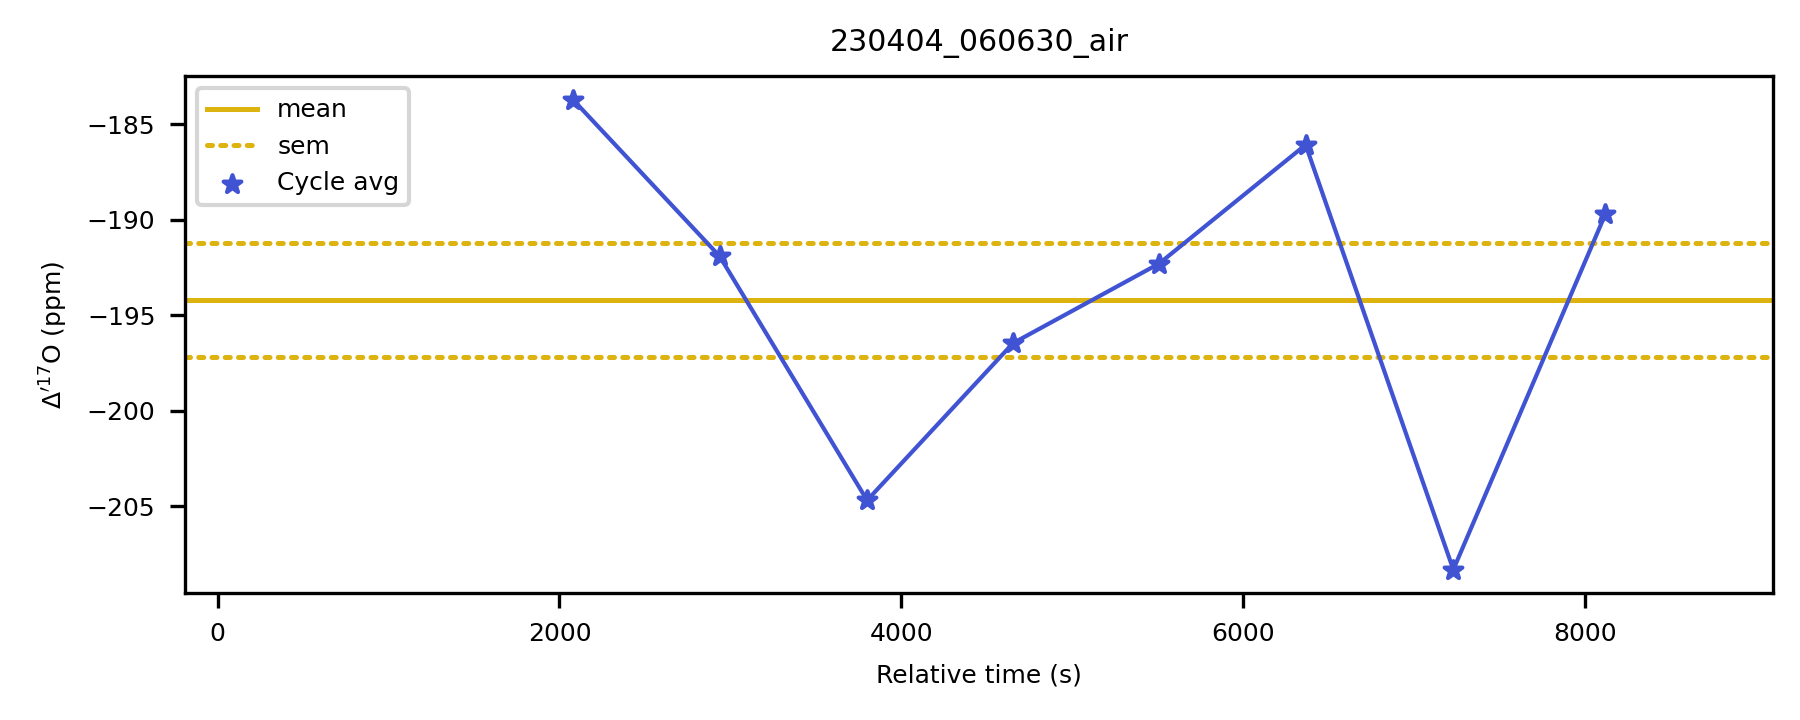 230404_060630_air
mean
sem
Cycle avg
−185
−190
−195
−200
−205
Δ′¹⁷O (ppm)
0 2000 4000 6000 8000
Relative time (s)